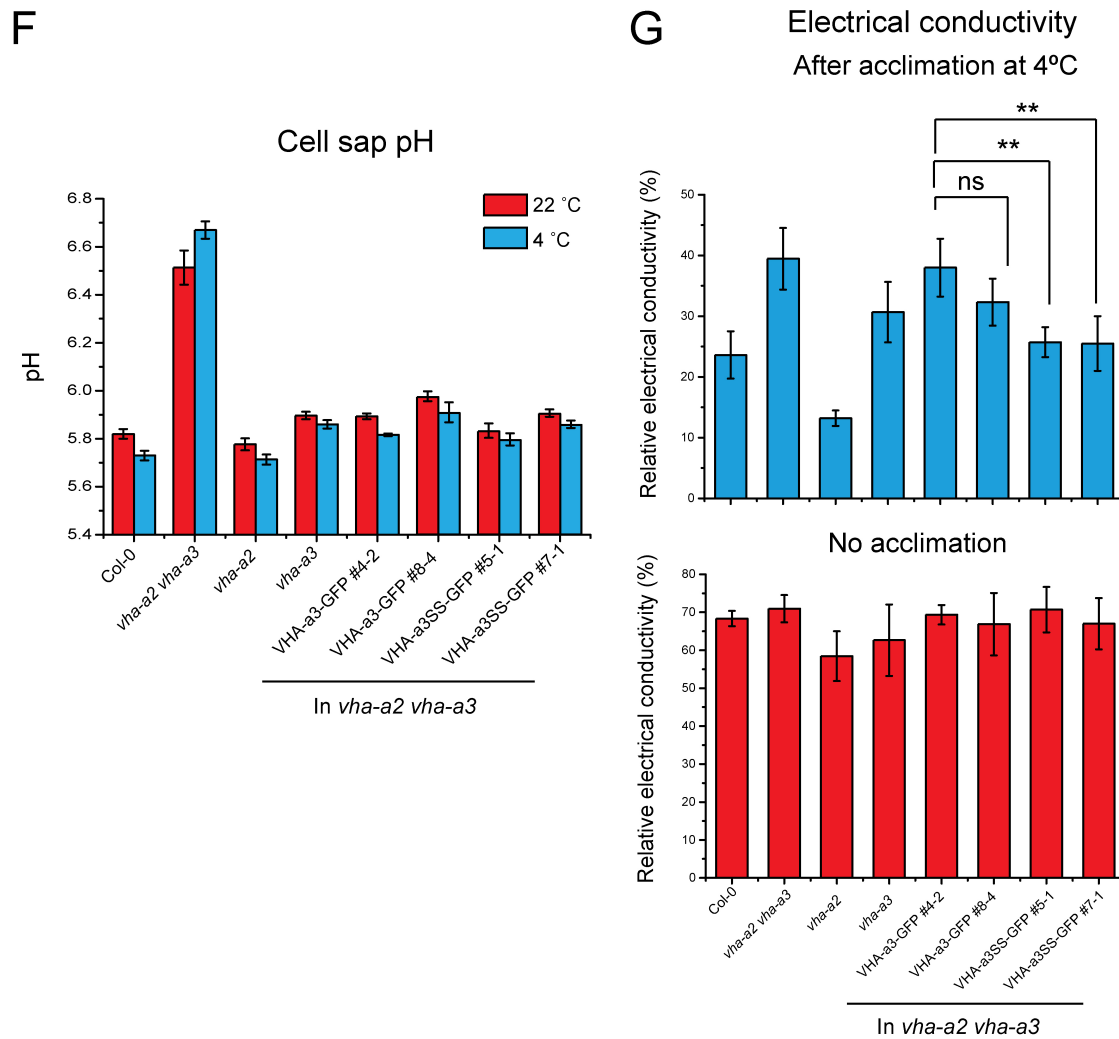 F
Cell sap pH
22 ˚C
4 ˚C
pH
6.8
6.6
6.4
6.2
6.0
5.8
5.6
5.4
Col-0
vha-a2 vha-a3
vha-a2
vha-a3
VHA-a3-GFP #4-2
VHA-a3-GFP #8-4
VHA-a3SS-GFP #5-1
VHA-a3SS-GFP #7-1
In vha-a2 vha-a3
G
Electrical conductivity
After acclimation at 4ºC
**
**
ns
Relative electrical conductivity (%)
50
40
30
20
10
0
No acclimation
Relative electrical conductivity (%)
80
70
60
50
40
30
20
10
0
Col-0
vha-a2 vha-a3
vha-a2
vha-a3
VHA-a3-GFP #4-2
VHA-a3-GFP #8-4
VHA-a3SS-GFP #5-1
VHA-a3SS-GFP #7-1
In vha-a2 vha-a3